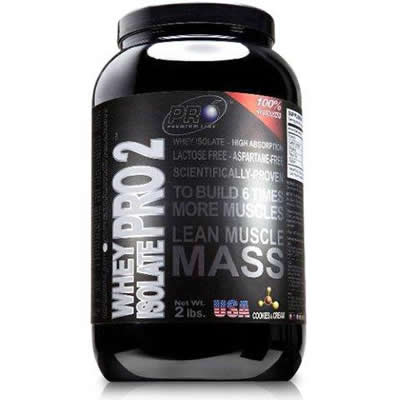 PRO
PREMIUM LINE
100%
WHEY ISOLATE - HIGH ABSORPTION
LACTOSE FREE - ASPARTAME-FREE
SCIENTIFICALLY-PROVEN
TO BUILD 6 TIMES
MORE MUSCLES
LEAN MUSCLE
MASS
WHEY
ISOLATE
PRO 2
Net Wt.
2 lbs.
USA
COOKIES & CREAM